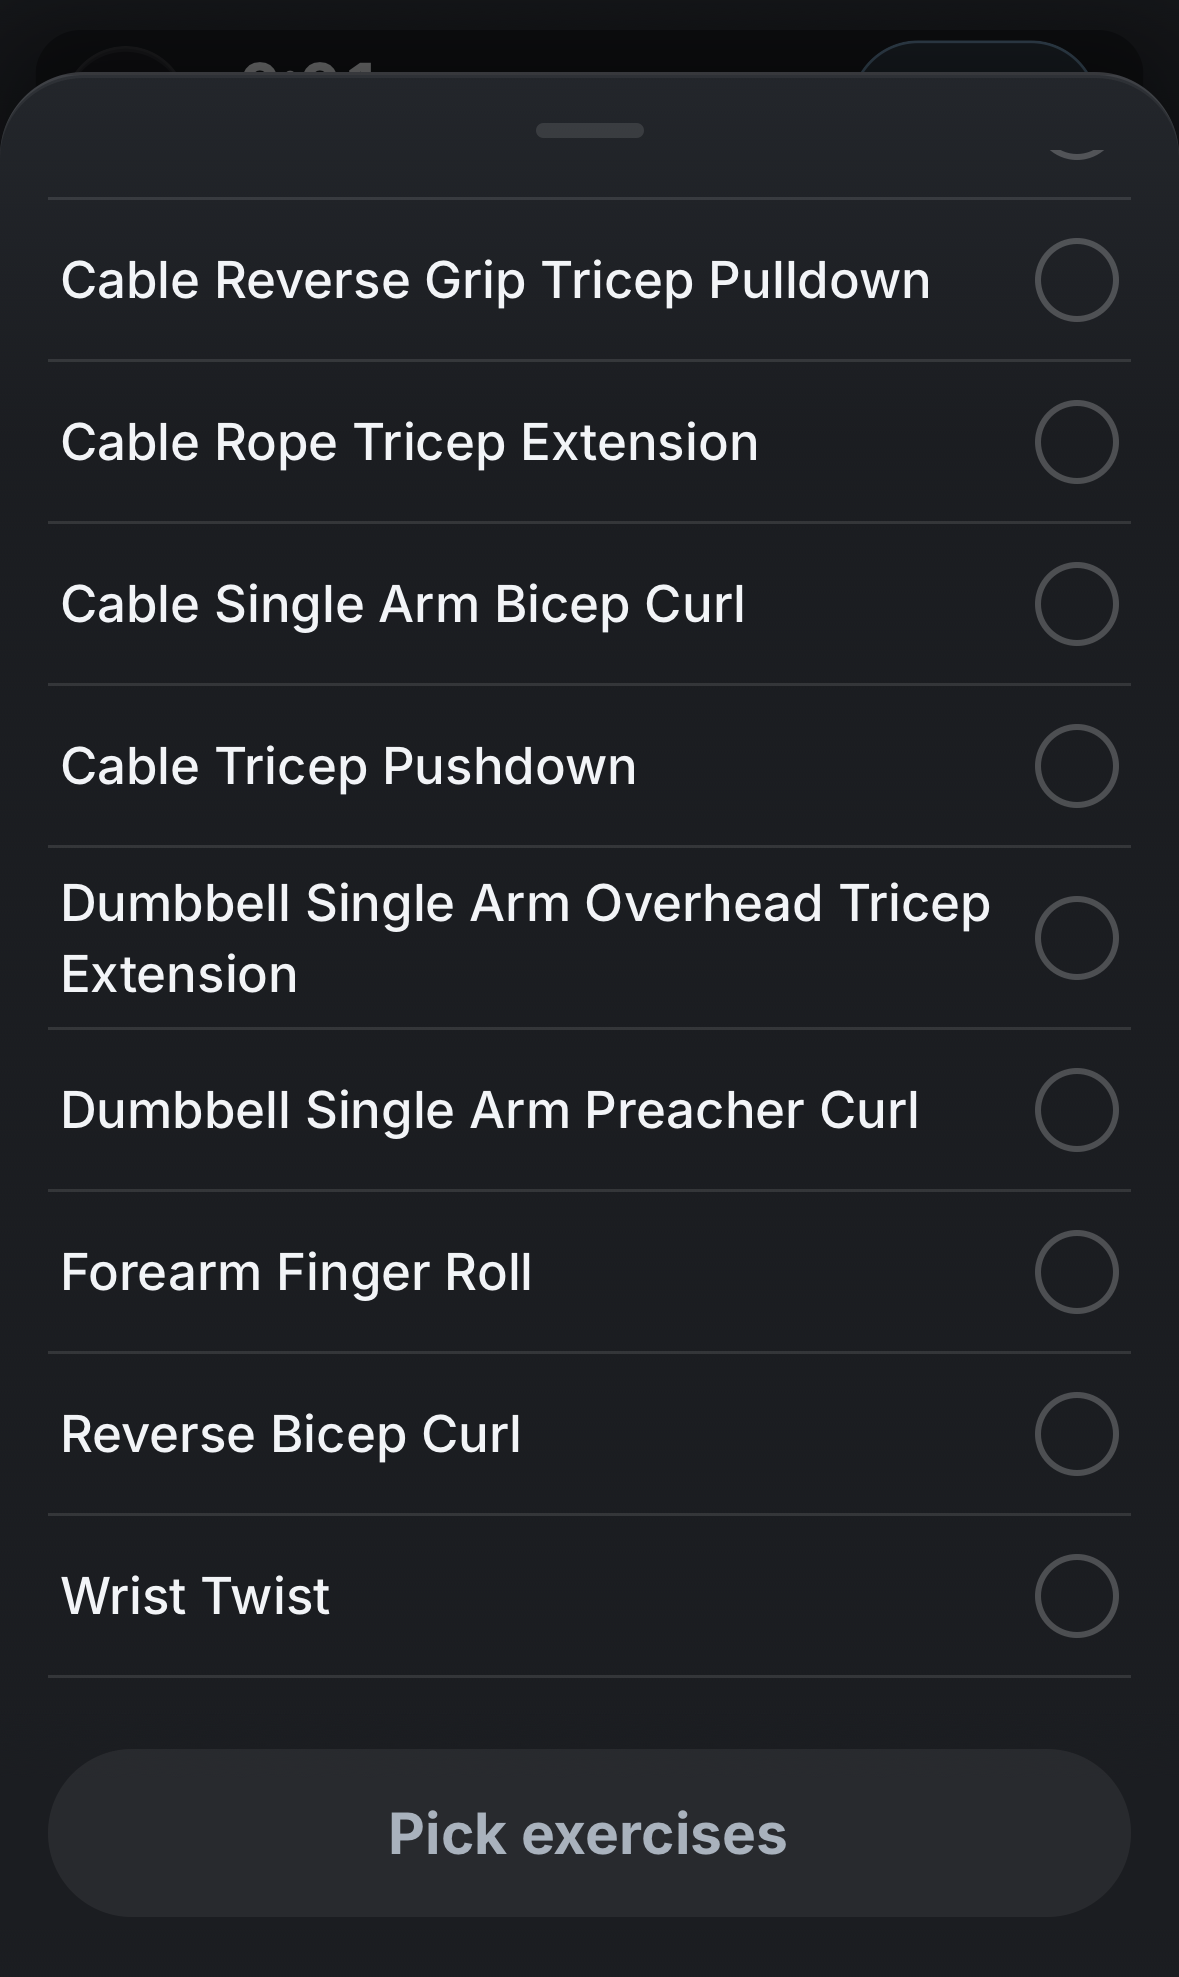 Cable Reverse Grip Tricep Pulldown
Cable Rope Tricep Extension
Cable Single Arm Bicep Curl
Cable Tricep Pushdown
Dumbbell Single Arm Overhead Tricep
Extension
Dumbbell Single Arm Preacher Curl
Forearm Finger Roll
Reverse Bicep Curl
Wrist Twist
Pick exercises